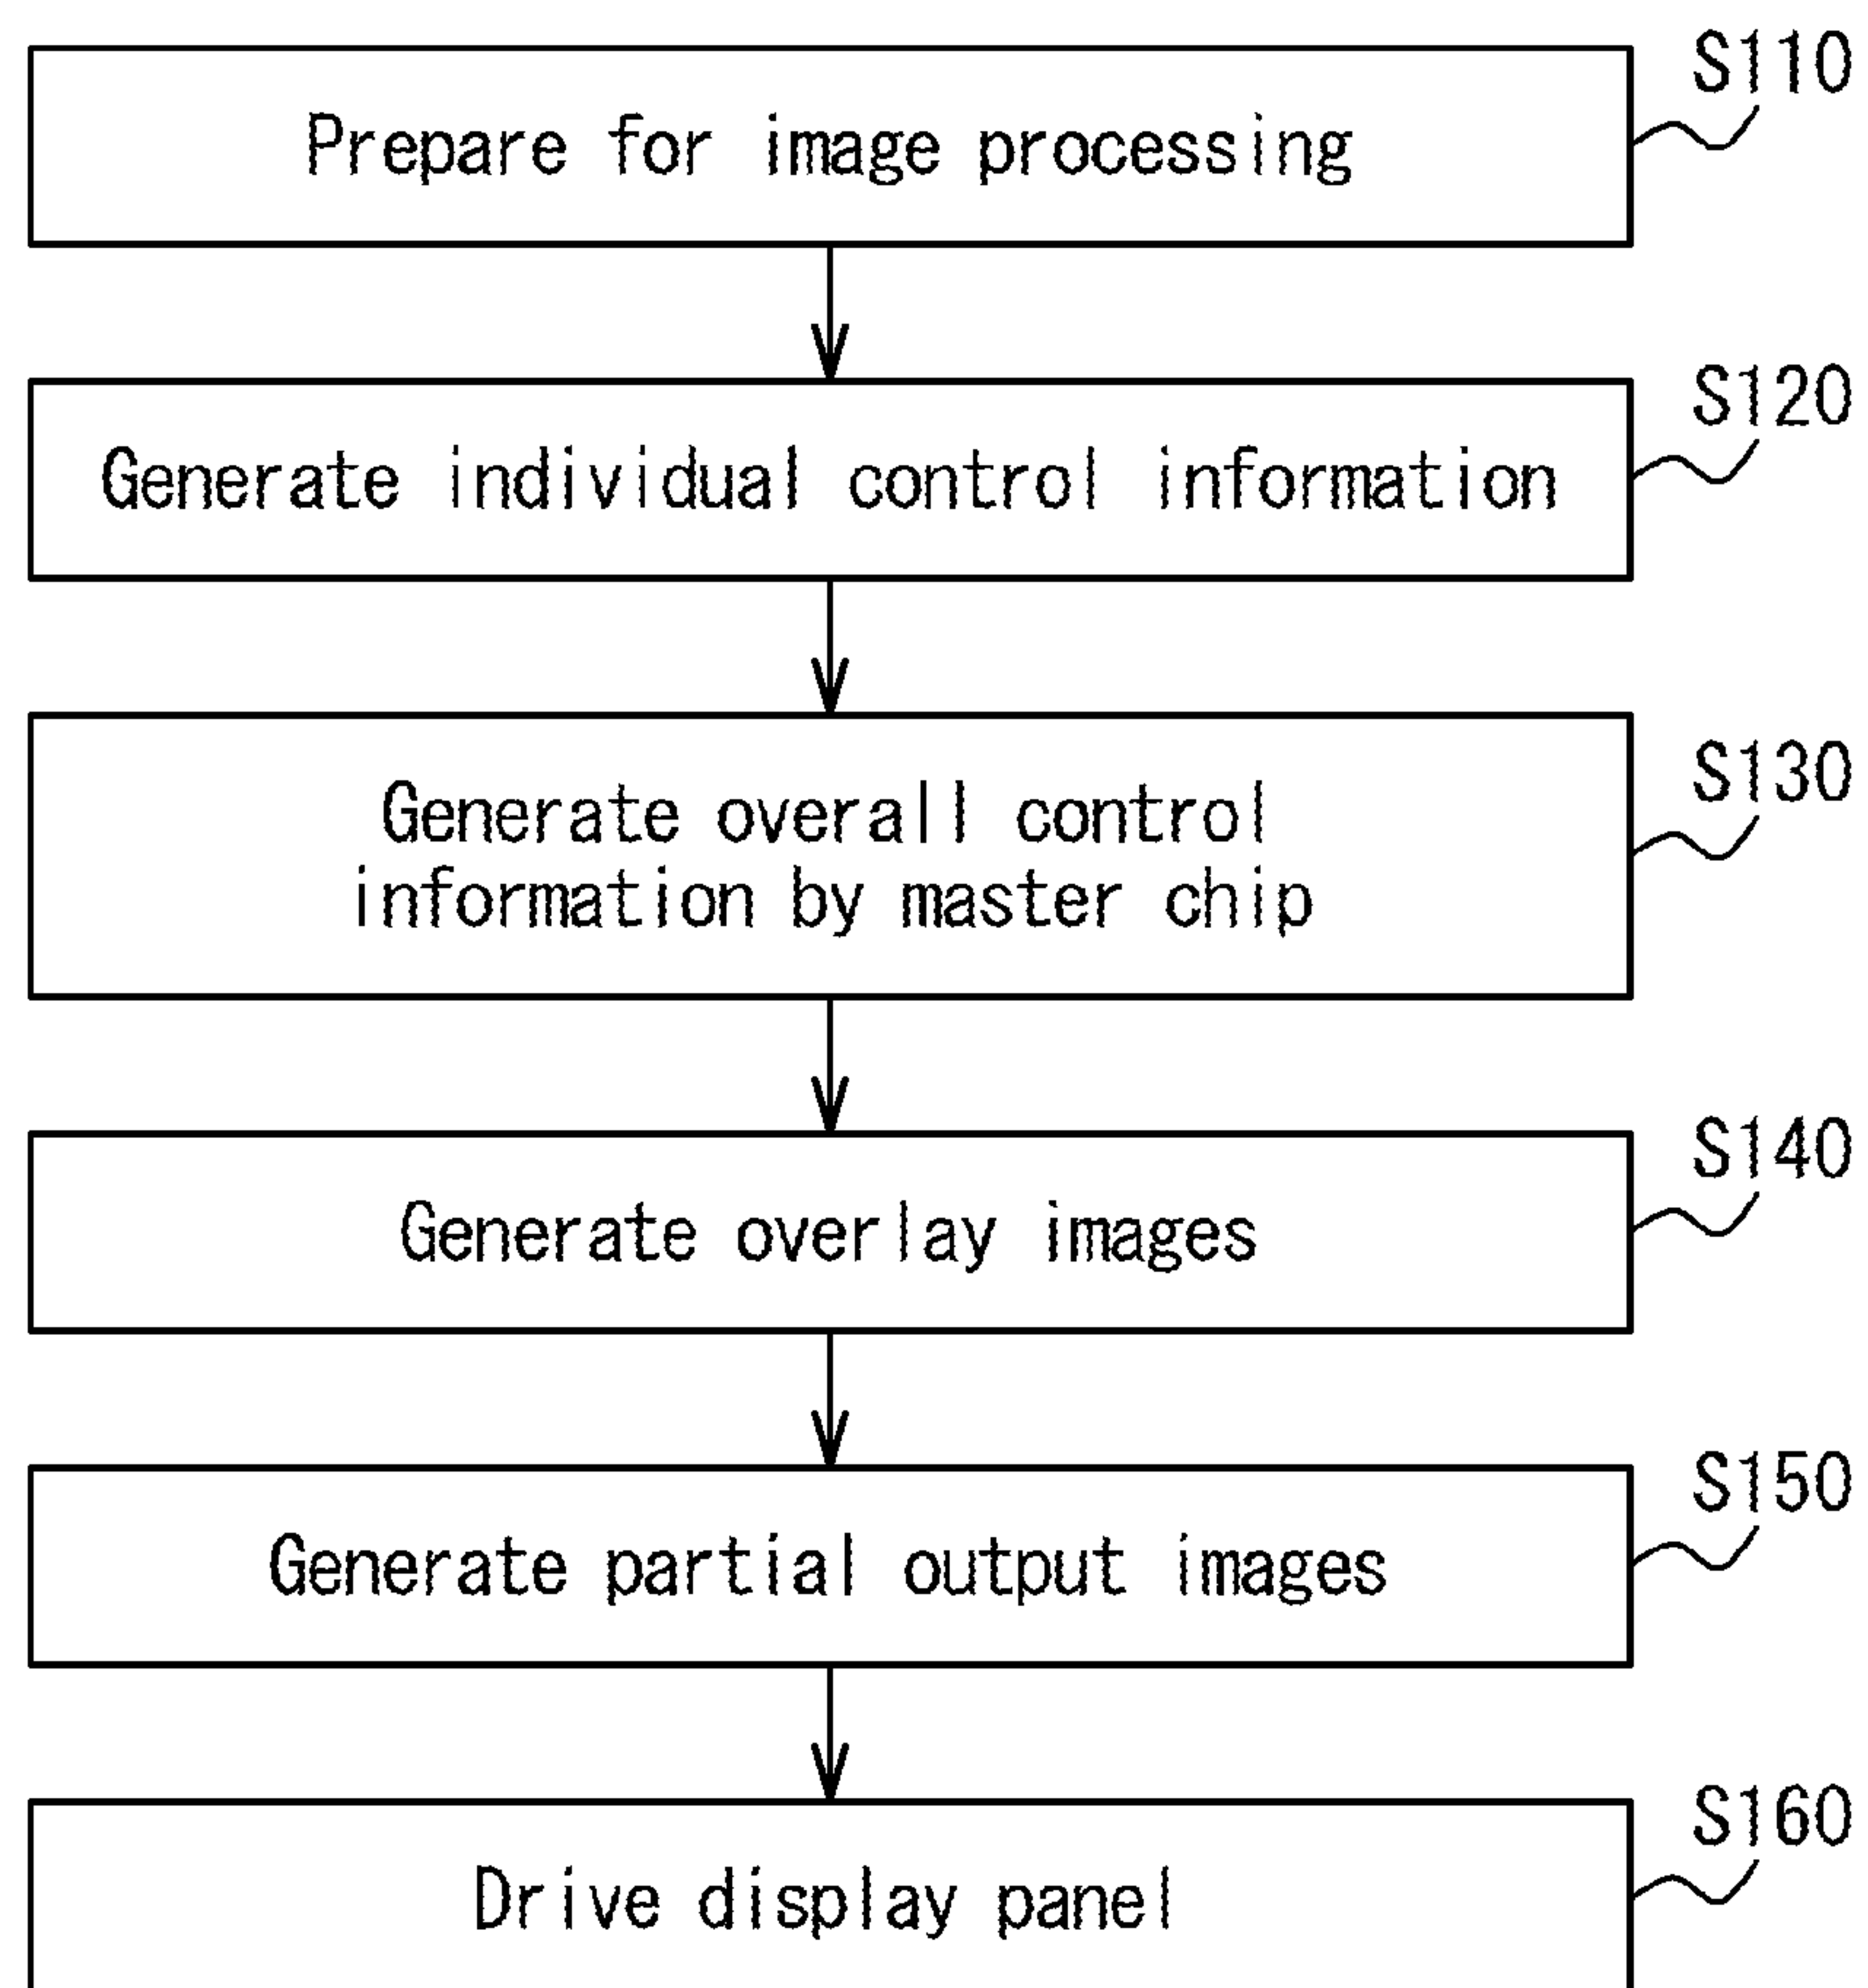 S110
Prepare for image processing
S120
Generate individual control information
S130
Generate overall control
information by master chip
S140
Generate overlay images
S150
Generate partial output images
S160
Drive display panel